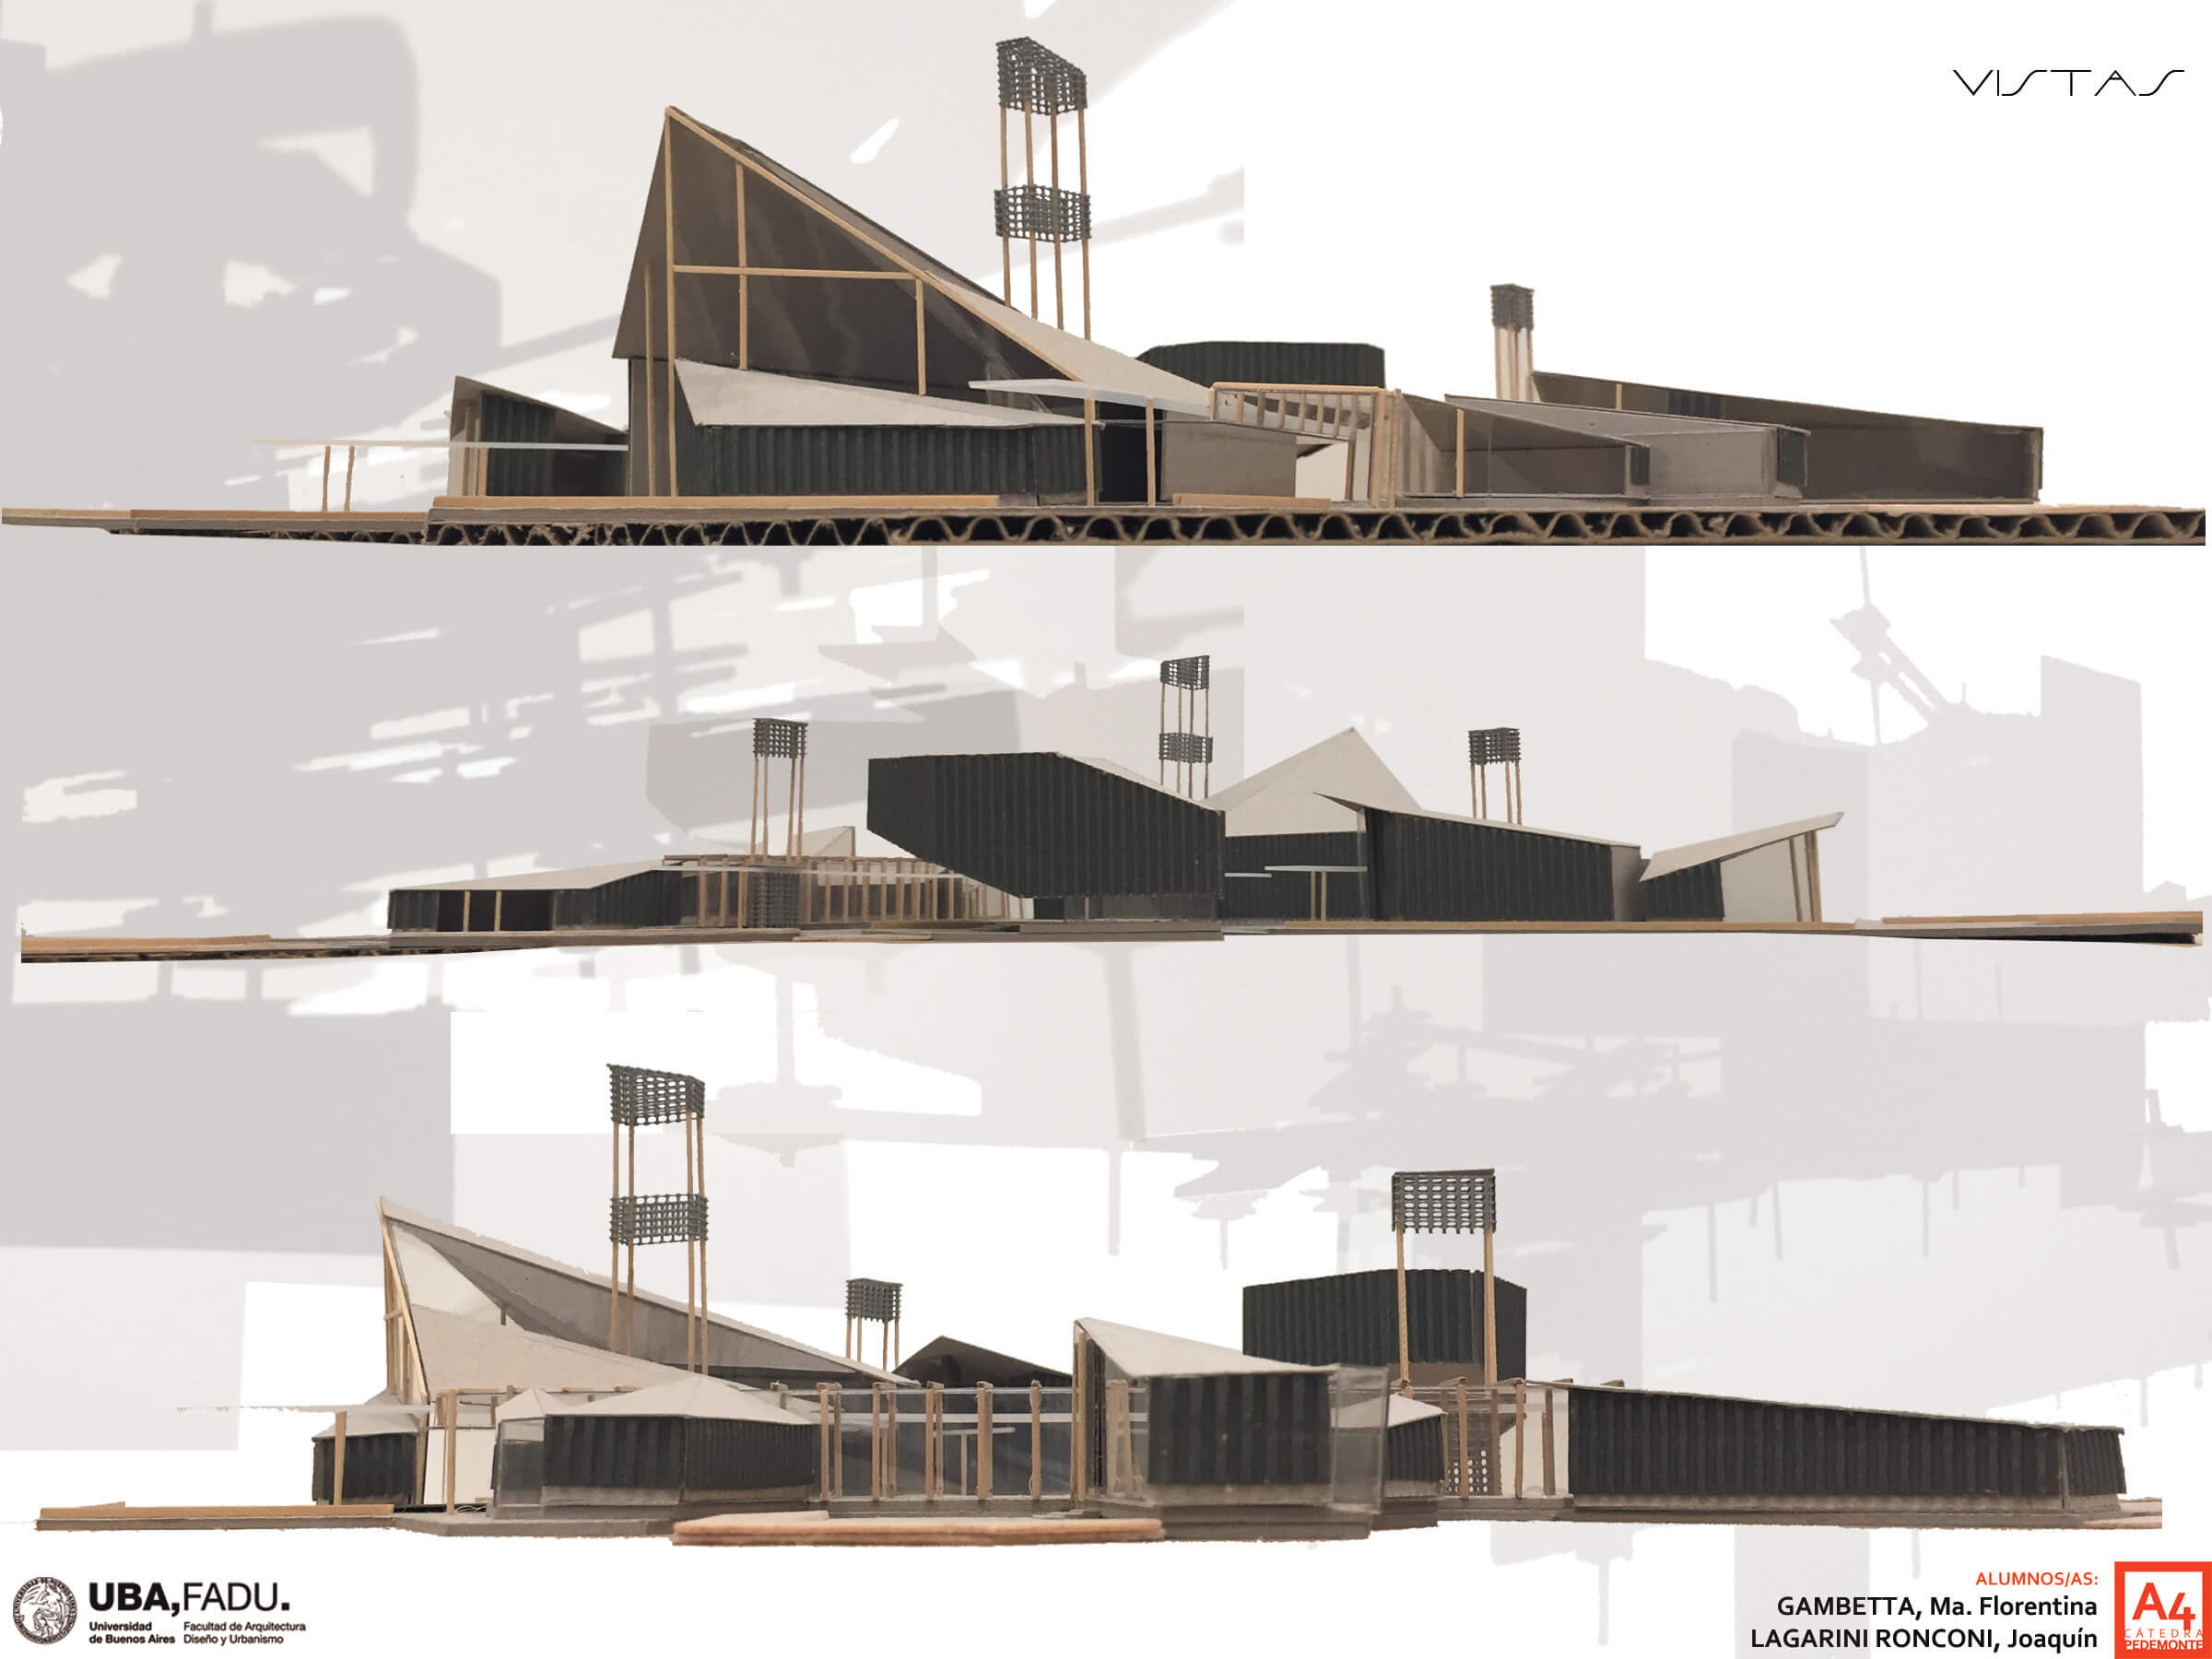 VISTAS
UBA,FADU.
Universidad
de Buenos Aires
Facultad de Arquitectura
Diseño y Urbanismo
ALUMNOS/AS:
GAMBETTA, Ma. Florentina
LAGARINI RONCONI, Joaquín
A4
CÁTEDRA
PEDEMONTE